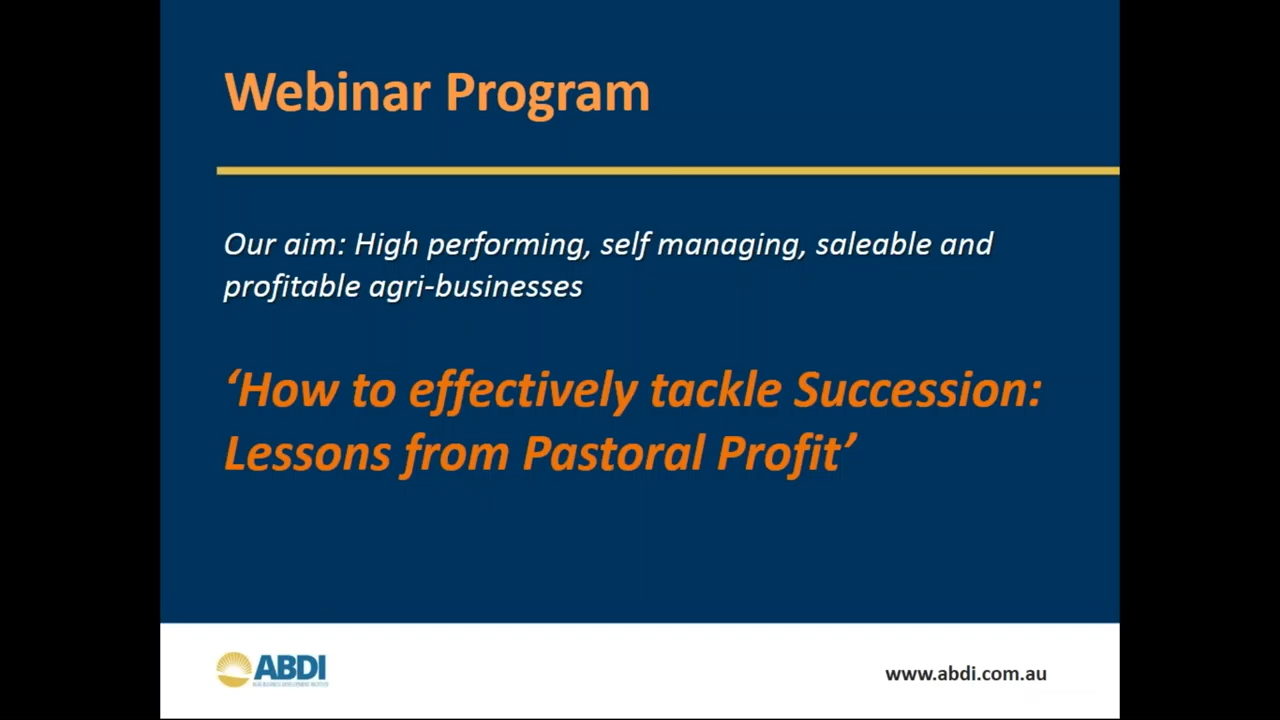 Webinar Program
Our aim: High performing, self managing, saleable and
profitable agri-businesses
‘How to effectively tackle Succession:
Lessons from Pastoral Profit’
ABDI
www.abdi.com.au